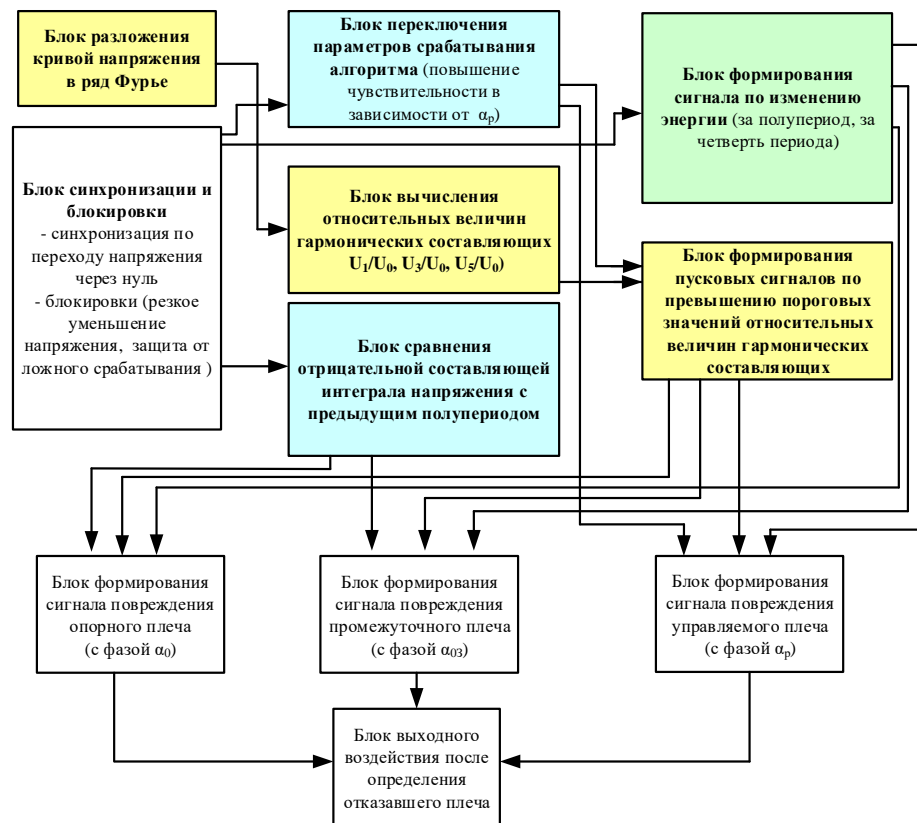 Блок разложения
кривой напряжения
в ряд Фурье
Блок переключения
параметров срабатывания
алгоритма (повышение
чувствительности в
зависимости от αр)
Блок формирования
сигнала по изменению
энергии (за полупериод, за
четверть периода)
Блок синхронизации и
блокировки
- синхронизация по
переходу напряжения
через нуль
- блокировки (резкое
уменьшение
напряжения, защита от
ложного срабатывания )
Блок вычисления
относительных величин
гармонических составляющих
U1/U0, U3/U0, U5/U0)
Блок формирования
пусковых сигналов по
превышению пороговых
значений относительных
величин гармонических
составляющих
Блок сравнения
отрицательной составляющей
интеграла напряжения с
предыдущим полупериодом
Блок формирования
сигнала повреждения
опорного плеча
(с фазой α0)
Блок формирования
сигнала повреждения
промежуточного плеча
(с фазой α03)
Блок формирования
сигнала повреждения
управляемого плеча
(с фазой αр)
Блок выходного
воздействия после
определения
отказавшего плеча